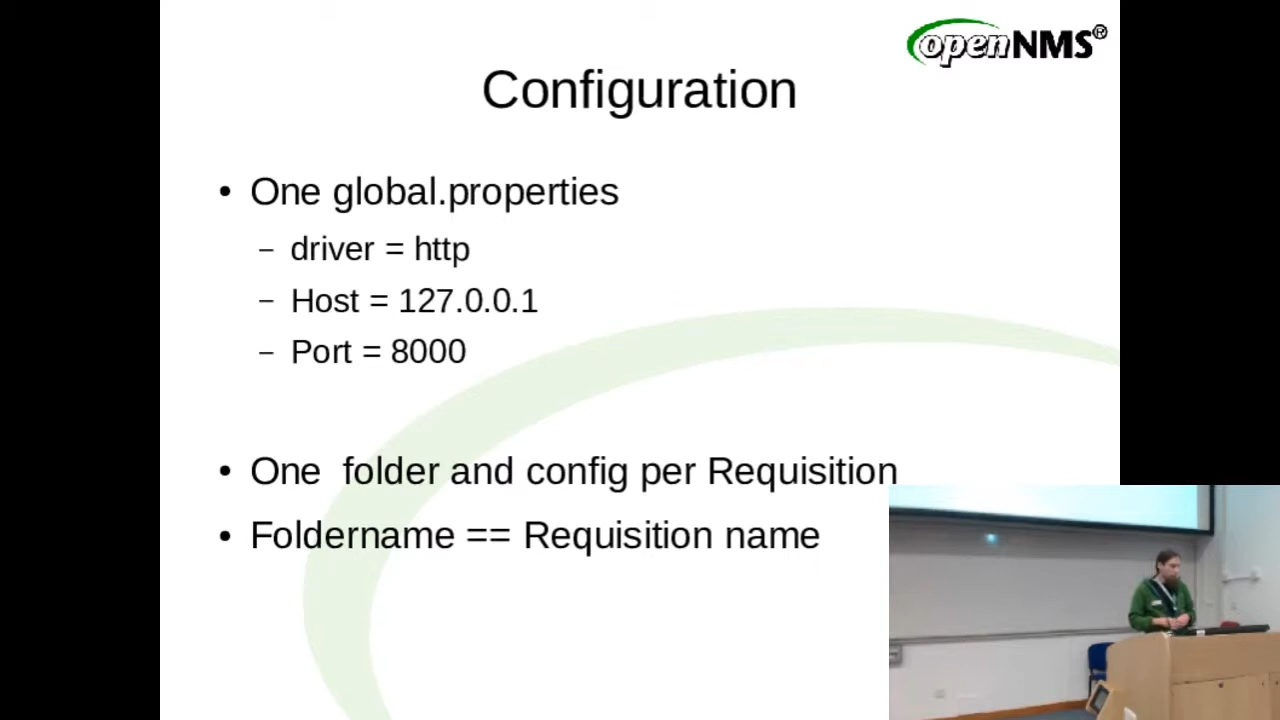 openNMS®
Configuration
• One global.properties
– driver = http
– Host = 127.0.0.1
– Port = 8000
• One folder and config per Requisition
• Foldername == Requisition name